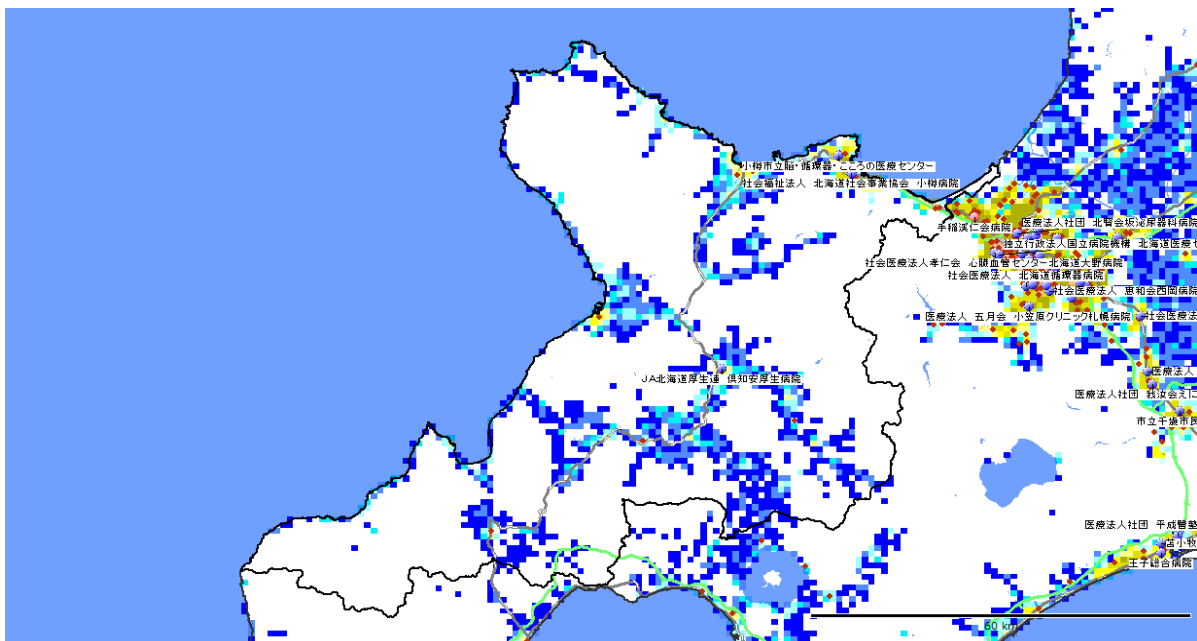 小樽市立脳・循環器・こころの医療センター
社会福祉法人 北海道社会事業協会 小樽病院
手稲渓仁会病院
医療法人社団 北腎会坂泌尿器科病院
独立行政法人国立病院機構 北海道医療セ
社会医療法人孝仁会 心臓血管センター北海道大野病院
社会医療法人 北海道循環器病院
社会医療法人 恵和会西岡病院
医療法人 五月会 小笠原クリニック札幌病院
社会医療法
JA北海道厚生連 倶知安厚生病院
医療法人
医療法人社団 我汝会えに
市立千歳市民
医療法人社団 平成醫塾
苫小牧
王子総合病院
60 km